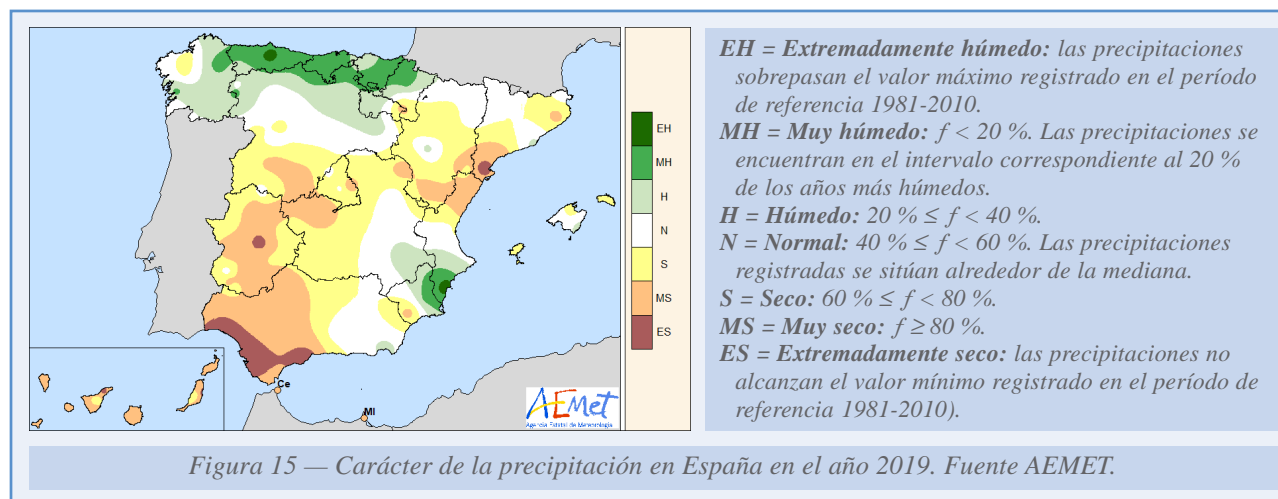 EH
MH
H
N
S
MS
ES
Ce
Ml
AEMet
Agencia Estatal de Meteorología
EH = Extremadamente húmedo: las precipitaciones
sobrepasan el valor máximo registrado en el período
de referencia 1981-2010.
MH = Muy húmedo: f < 20 %. Las precipitaciones se
encuentran en el intervalo correspondiente al 20 %
de los años más húmedos.
H = Húmedo: 20 % ≤ f < 40 %.
N = Normal: 40 % ≤ f < 60 %. Las precipitaciones
registradas se sitúan alrededor de la mediana.
S = Seco: 60 % ≤ f < 80 %.
MS = Muy seco: f ≥ 80 %.
ES = Extremadamente seco: las precipitaciones no
alcanzan el valor mínimo registrado en el período de
referencia 1981-2010).
Figura 15 — Carácter de la precipitación en España en el año 2019. Fuente AEMET.